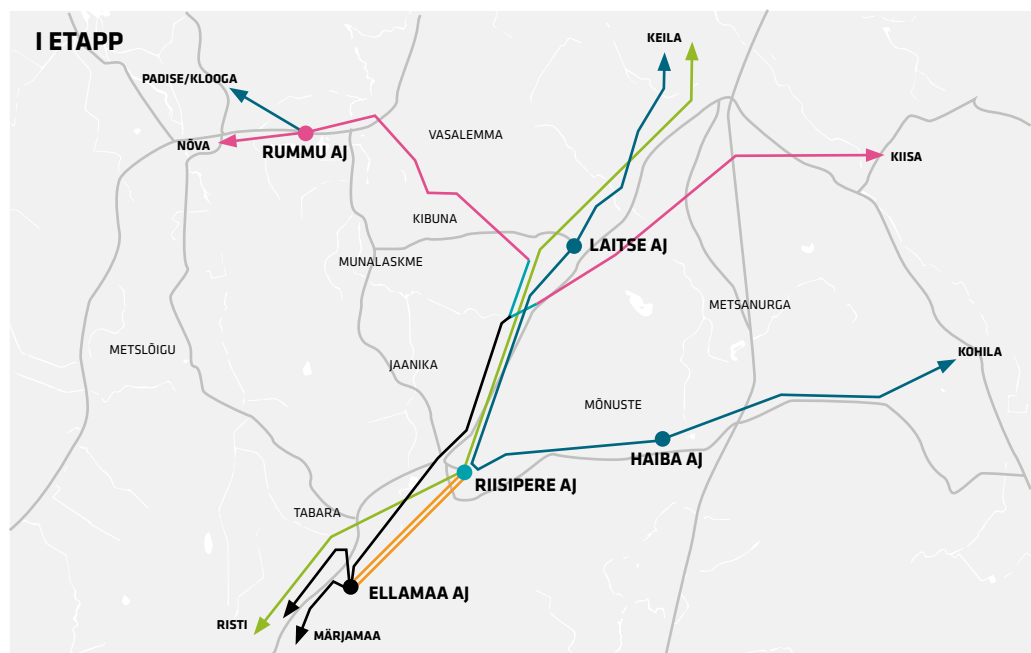 I ETAPP
KEILA
PADISE/KLOOGA
VASALEMMA
NÕVA
RUMMU AJ
KIISA
KIBUNA
LAITSE AJ
MUNALASKME
METSANURGA
METSLÕIGU
JAANIKA
KOHILA
MÕNUSTE
HAIBA AJ
RIISIPERE AJ
TABARA
ELLAMAA AJ
RISTI
MÄRJAMAA